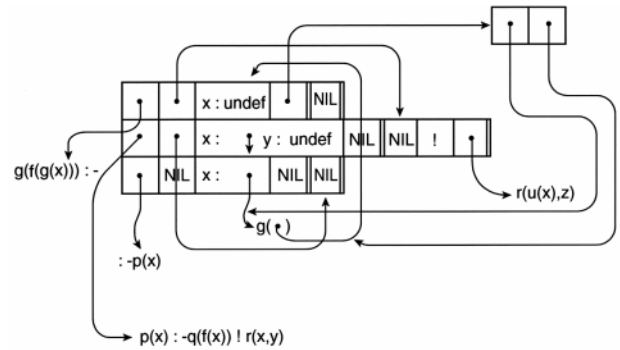 x : undef NIL
x : y : undef NIL NIL !
g(f(g(x))) : -
NIL x : NIL NIL
r(u(x),z)
g( )
: -p(x)
p(x) : -q(f(x)) ! r(x,y)